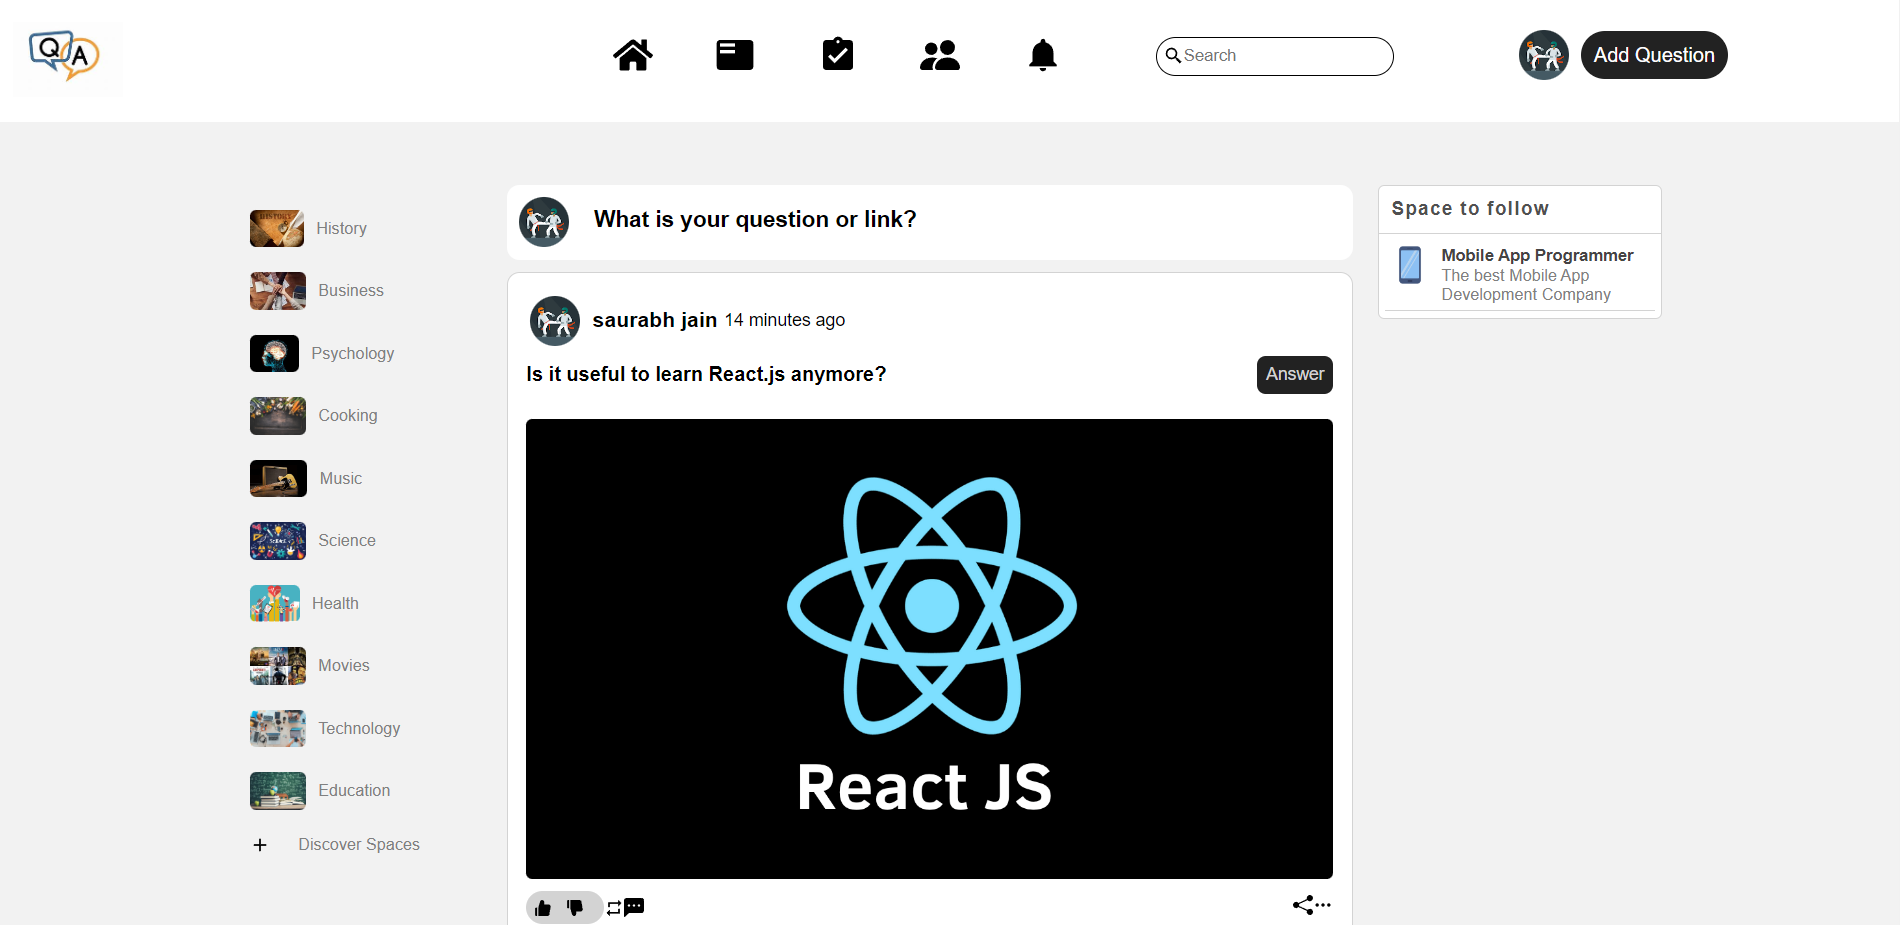 Q A
Search
Add Question
HISTORY
History
Business
Psychology
Cooking
Music
SCIENCE
Science
Health
Movies
Technology
Education
+ Discover Spaces
What is your question or link?
saurabh jain 14 minutes ago
Is it useful to learn React.js anymore?
Answer
React JS
Space to follow
Mobile App Programmer
The best Mobile App
Development Company